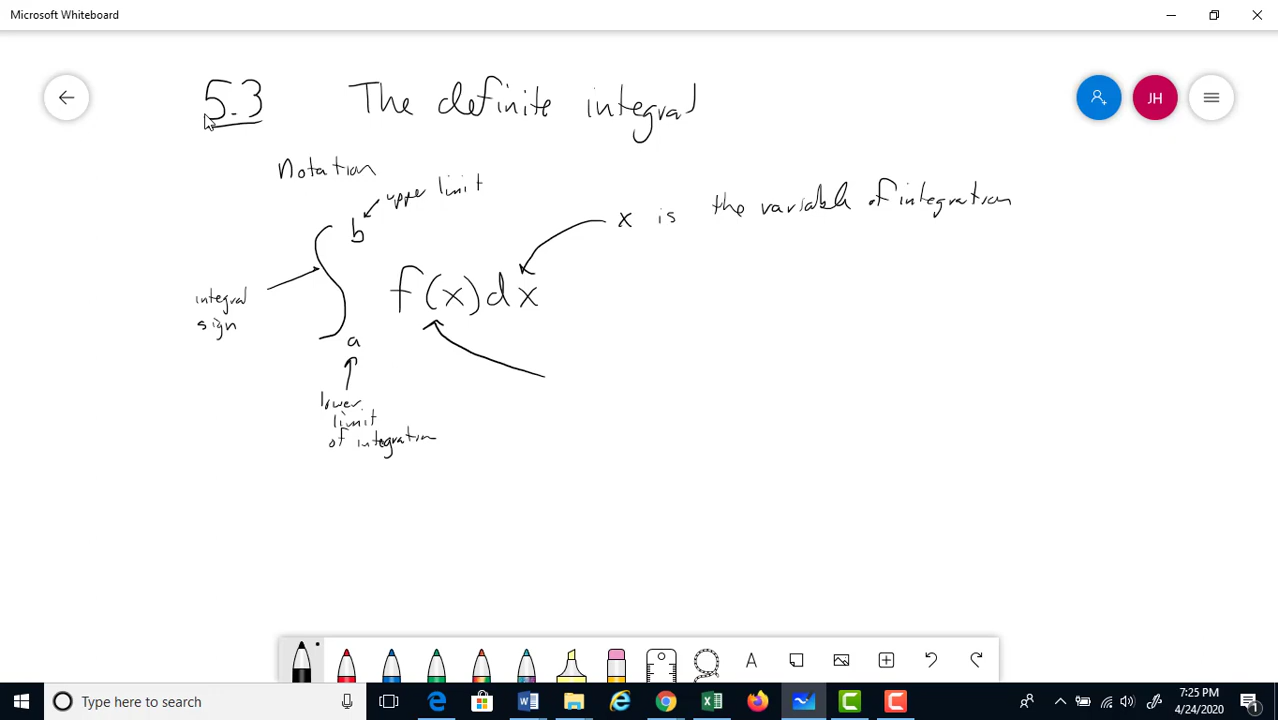 Microsoft Whiteboard
5.3 The definite integral
JH
Notation
upper limit
b
x is the variable of integration
∫
f(x)dx
integral
sign
a
lower
limit
of integration
A
Type here to search
7:25 PM
4/24/2020
1